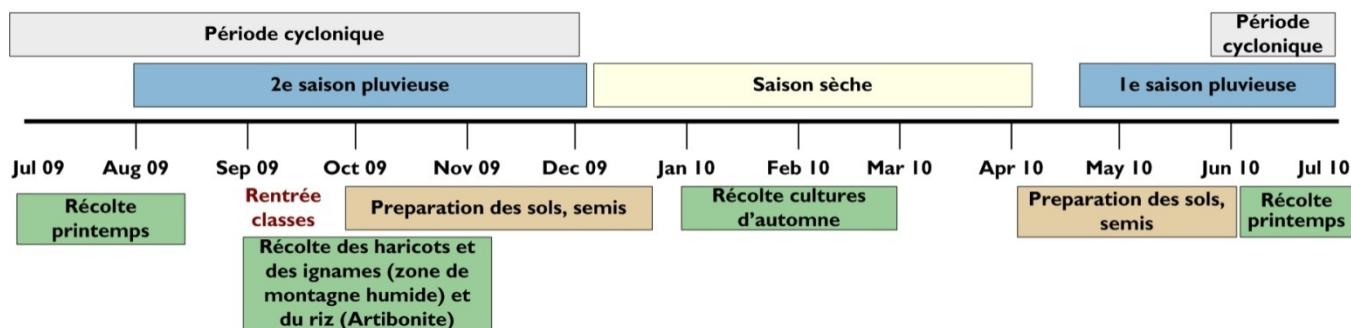 Période cyclonique
Période
cyclonique
2e saison pluvieuse
Saison sèche
1e saison pluvieuse
Jul 09
Aug 09
Sep 09
Oct 09
Nov 09
Dec 09
Jan 10
Feb 10
Mar 10
Apr 10
May 10
Jun 10
Jul 10
Récolte
printemps
Rentrée
classes
Preparation des sols, semis
Récolte cultures
d’automne
Preparation des sols,
semis
Récolte
printemps
Récolte des haricots et
des ignames (zone de
montagne humide) et
du riz (Artibonite)